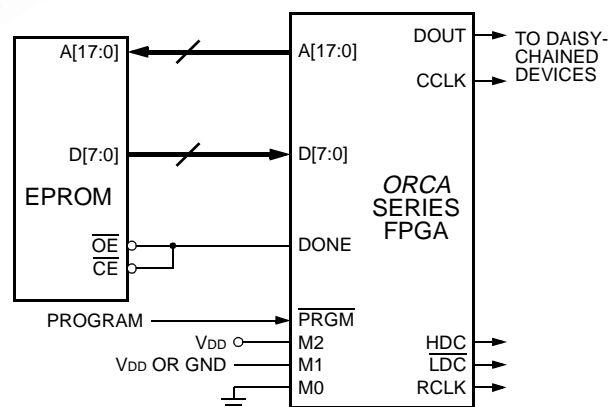 A[17:0]
D[7:0]
EPROM
OE
CE
PROGRAM
VDD
VDD OR GND
A[17:0]
D[7:0]
DONE
PRGM
M2
M1
M0
DOUT
CCLK
ORCA
SERIES
FPGA
HDC
LDC
RCLK
TO DAISY-
CHAINED
DEVICES